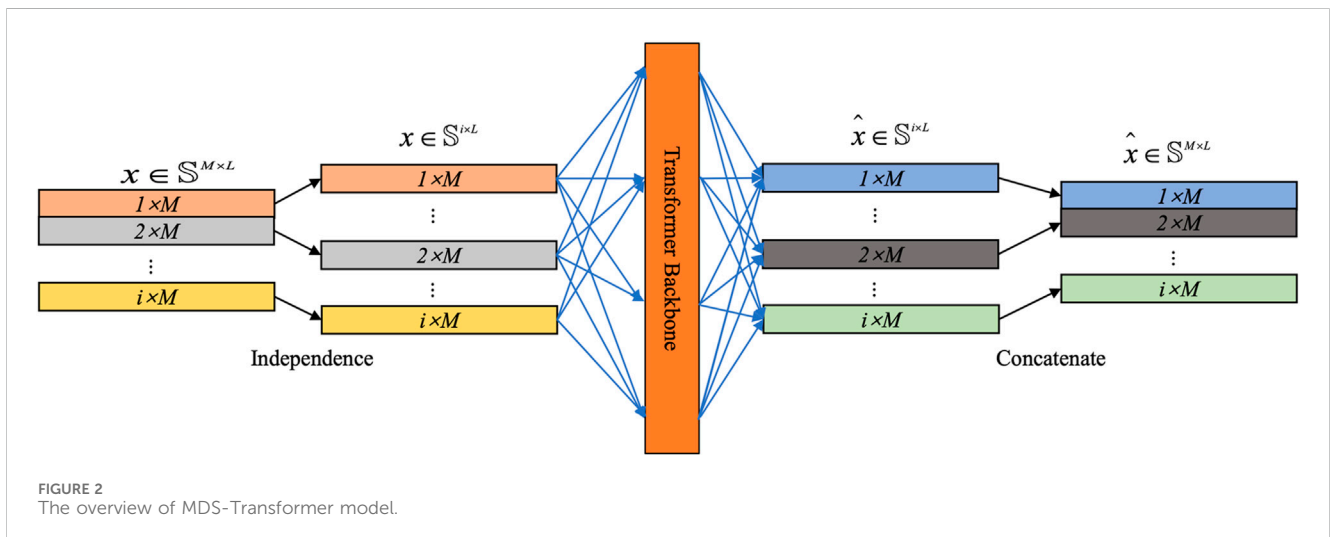 x ∈ 𝕊^{M×L}
1×M
2×M
⋮
i×M
Independence
x ∈ 𝕊^{i×L}
1×M
⋮
2×M
⋮
i×M
Transformer Backbone
x̂ ∈ 𝕊^{i×L}
1×M
⋮
2×M
⋮
i×M
x̂ ∈ 𝕊^{M×L}
1×M
2×M
⋮
i×M
Concatenate
FIGURE 2
The overview of MDS-Transformer model.